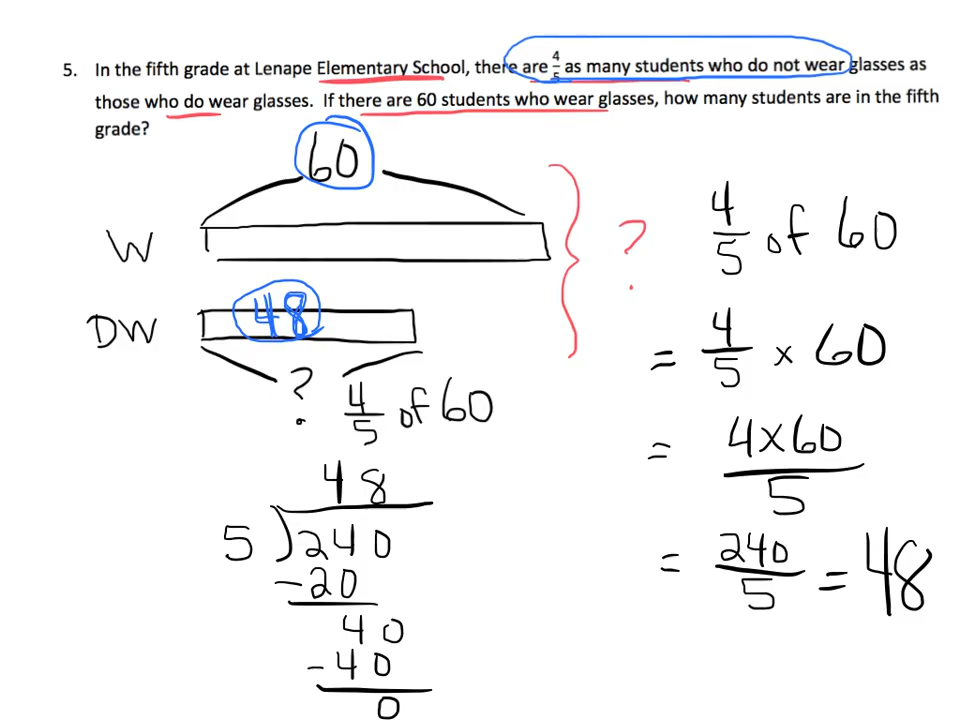 5. In the fifth grade at Lenape Elementary School, there are 4/5 as many students who do not wear glasses as
those who do wear glasses. If there are 60 students who wear glasses, how many students are in the fifth
grade?
60
W
?
4/5 of 60
DW
48
= 4/5 × 60
? 4/5 of 60
= 4×60/5
48
5)240
-20
40
-40
0
= 240/5 = 48